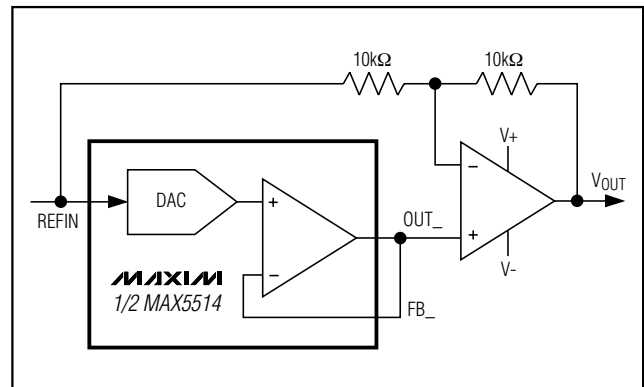 10kΩ 10kΩ
V+
DAC
REFIN
+
−
−
+
OUT_
VOUT
V-
MAXIM
1/2 MAX5514
FB_